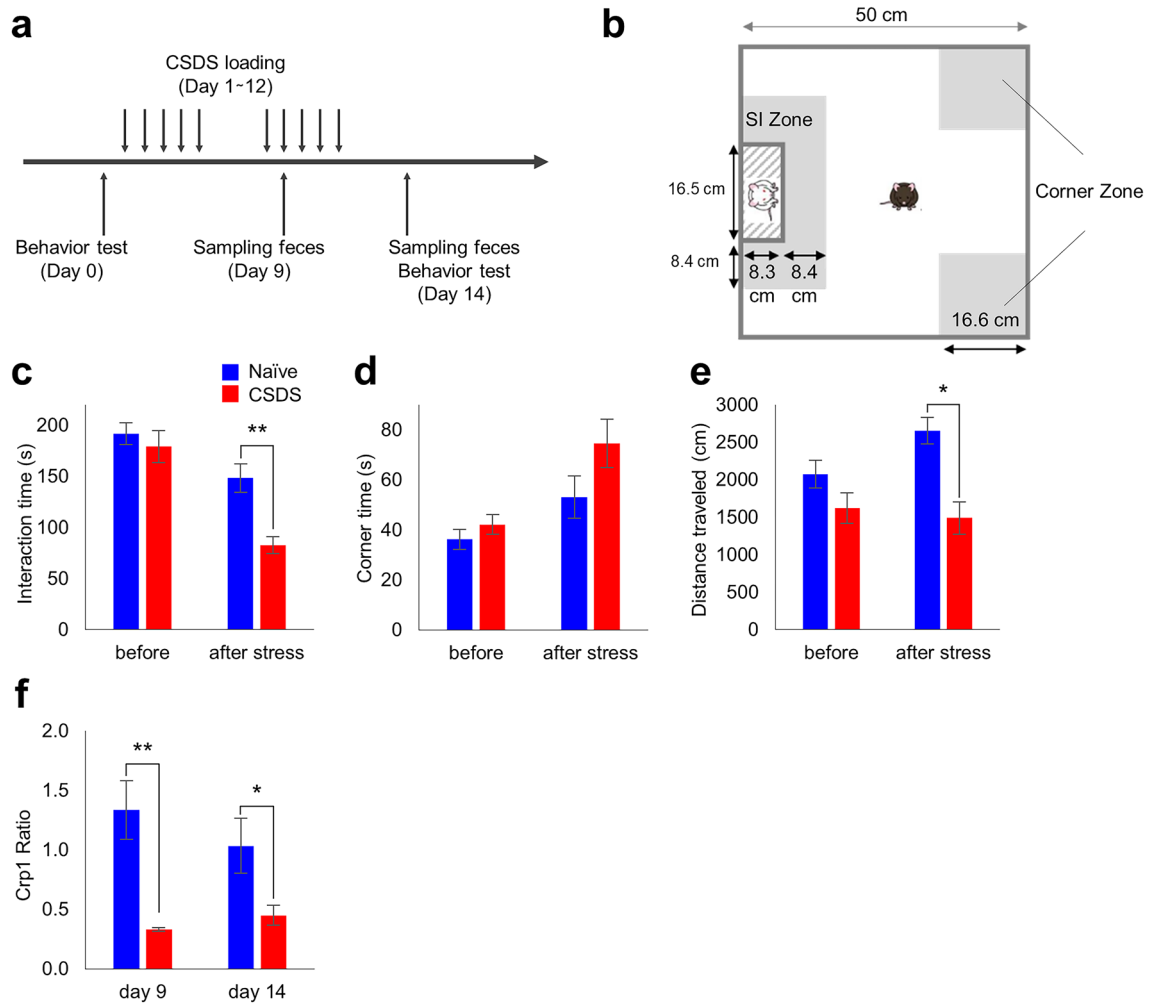 a
CSDS loading
(Day 1~12)
Behavior test
(Day 0)
Sampling feces
(Day 9)
Sampling feces
Behavior test
(Day 14)
b
50 cm
SI Zone
16.5 cm
8.4 cm
8.3
cm
8.4
cm
Corner Zone
16.6 cm
c
Naïve
CSDS
Interaction time (s)
200
150
100
50
0
**
before
after stress
d
Corner time (s)
80
60
40
20
0
before
after stress
e
Distance traveled (cm)
3000
2500
2000
1500
1000
500
0
*
before
after stress
f
Crp1 Ratio
2.0
1.5
1.0
0.5
0.0
**
*
day 9
day 14